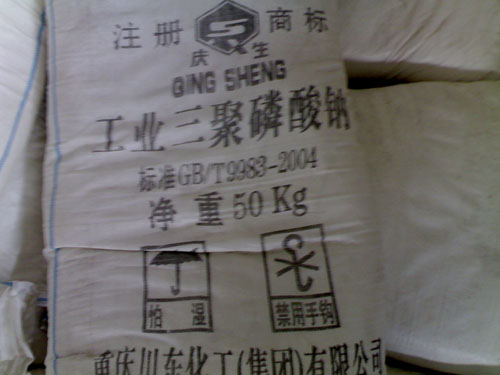 注册 商标
庆生
QING SHENG
工业三聚磷酸钠
标准GB/T9983-2004
净重50Kg
怕湿 禁用手钩
重庆川东化工(集团)有限公司